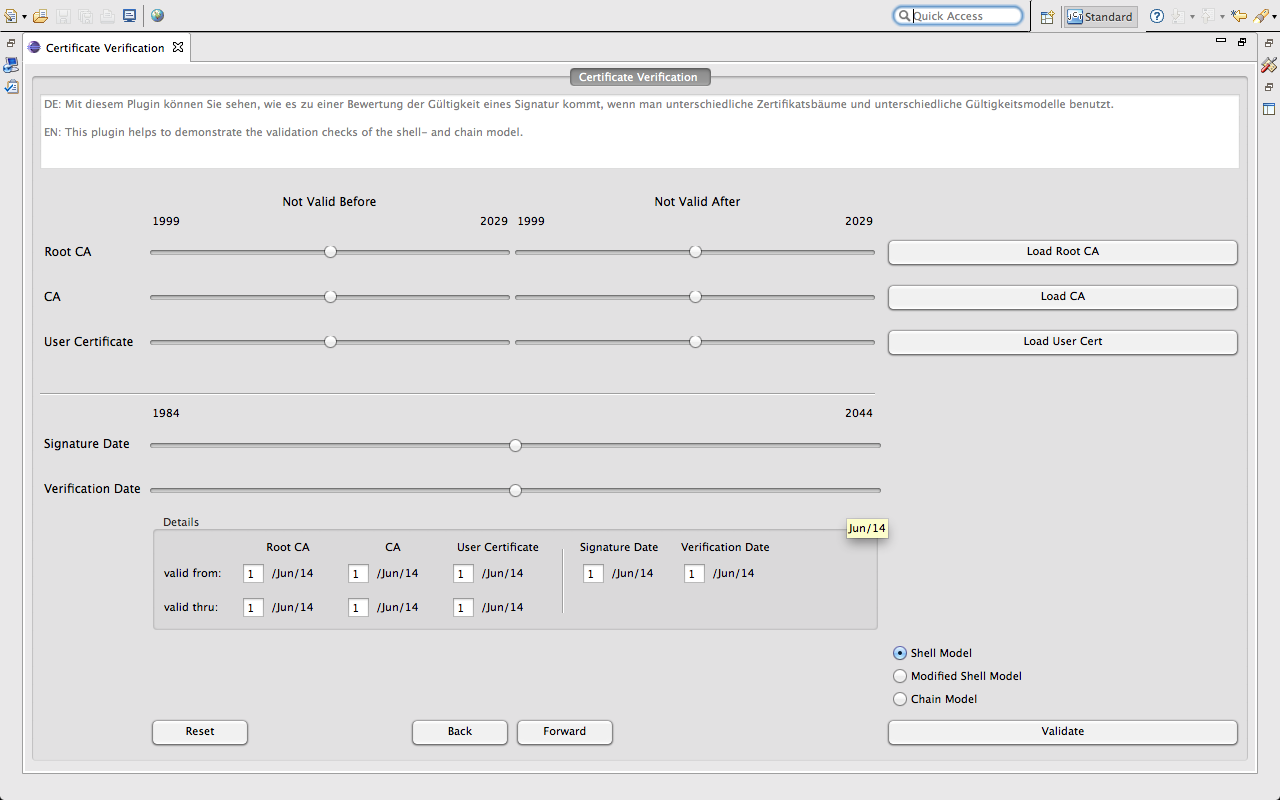 Quick Access
Standard
Certificate Verification
Certificate Verification
DE: Mit diesem Plugin können Sie sehen, wie es zu einer Bewertung der Gültigkeit eines Signatur kommt, wenn man unterschiedliche Zertifikatsbäume und unterschiedliche Gültigkeitsmodelle benutzt.
EN: This plugin helps to demonstrate the validation checks of the shell- and chain model.
Not Valid Before Not Valid After
1999 2029 1999 2029
Root CA Load Root CA
CA Load CA
User Certificate Load User Cert
1984 2044
Signature Date
Verification Date
Details
Jun/14
Root CA CA User Certificate Signature Date Verification Date
valid from: 1 /Jun/14 1 /Jun/14 1 /Jun/14 1 /Jun/14 1 /Jun/14
valid thru: 1 /Jun/14 1 /Jun/14 1 /Jun/14
Shell Model
Modified Shell Model
Chain Model
Reset Back Forward Validate